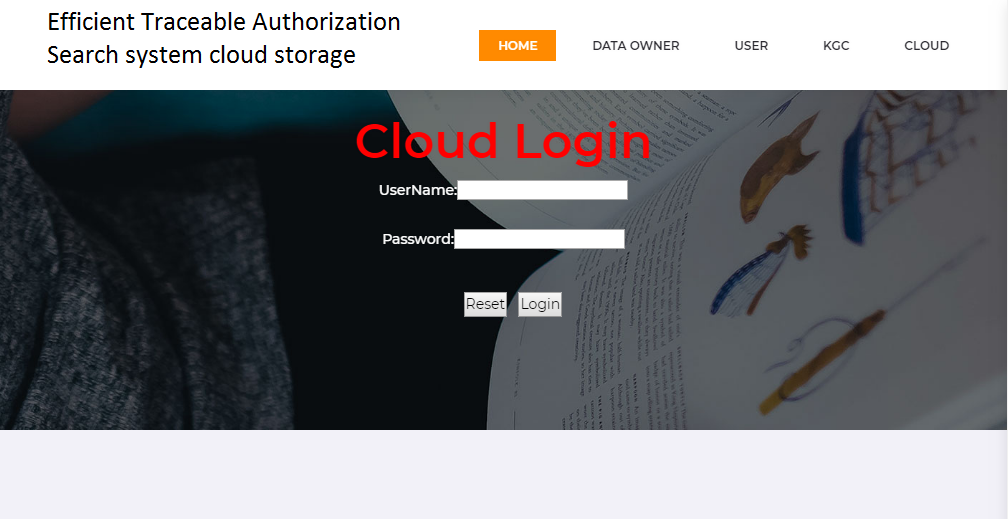 Efficient Traceable Authorization
Search system cloud storage
HOME DATA OWNER USER KGC CLOUD
Cloud Login
UserName:
Password:
Reset Login